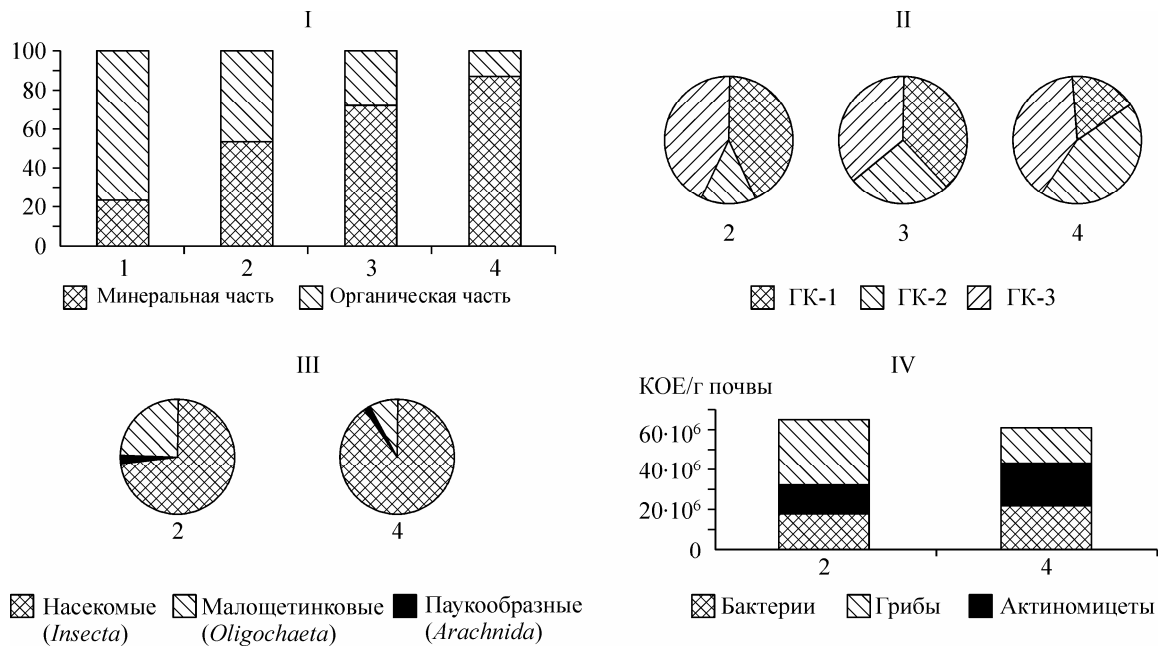 I
100
80
60
40
20
0
1 2 3 4
Минеральная часть Органическая часть
II
2 3 4
ГК-1 ГК-2 ГК-3
III
2 4
Насекомые Малощетинковые Паукообразные
(Insecta) (Oligochaeta) (Arachnida)
IV
КОЕ/г почвы
60·10⁶
40·10⁶
20·10⁶
0
2 4
Бактерии Грибы Актиномицеты